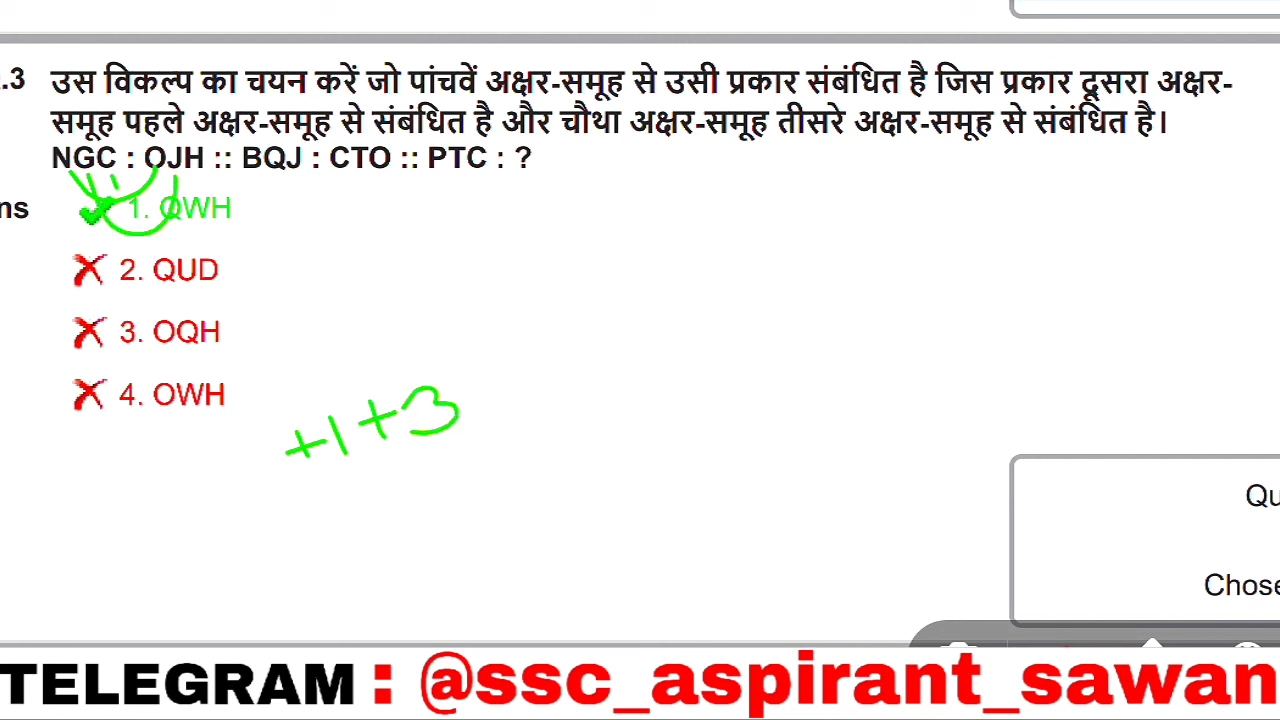 .3 उस विकल्प का चयन करें जो पांचवें अक्षर-समूह से उसी प्रकार संबंधित है जिस प्रकार दूसरा अक्षर-
समूह पहले अक्षर-समूह से संबंधित है और चौथा अक्षर-समूह तीसरे अक्षर-समूह से संबंधित है।
NGC : OJH :: BQJ : CTO :: PTC : ?
ns 1. QWH
2. QUD
3. OQH
4. OWH
+1 +3
Qu
Chose
TELEGRAM : @ssc_aspirant_sawan